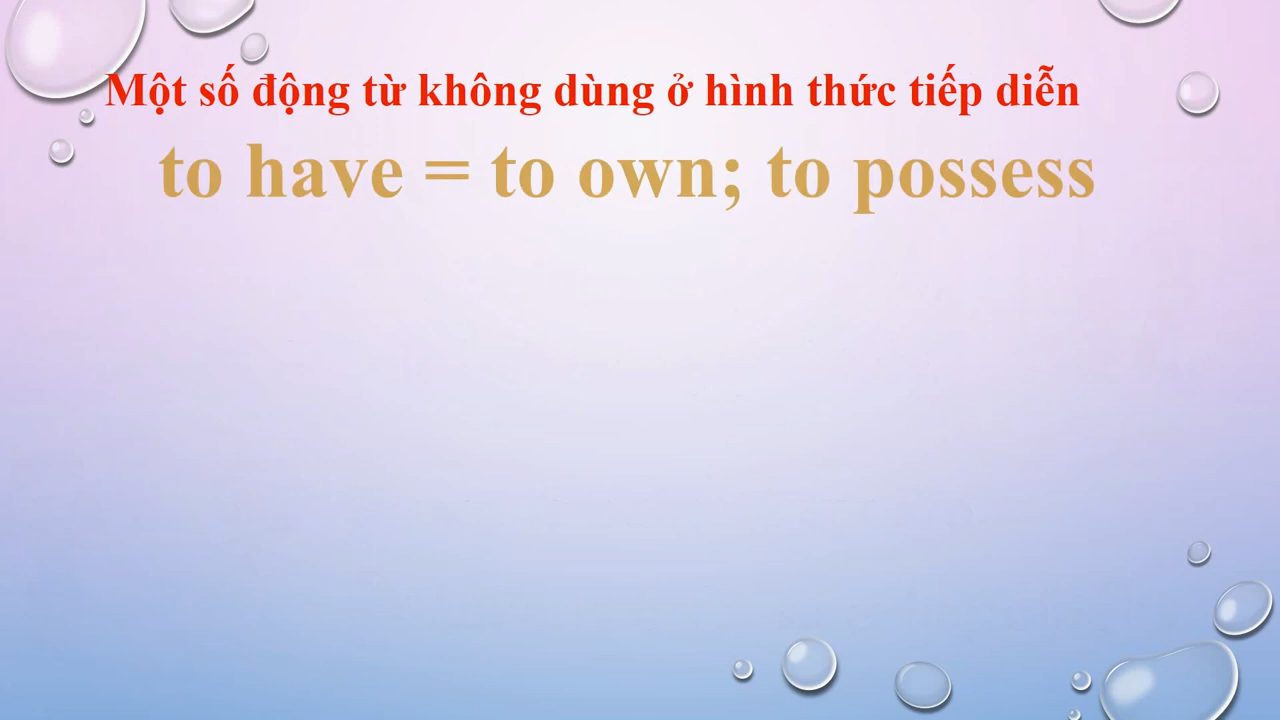 Một số động từ không dùng ở hình thức tiếp diễn
to have = to own; to possess